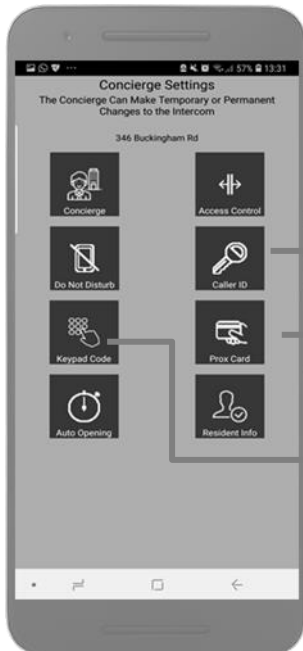 57% 13:31
Concierge Settings
The Concierge Can Make Temporary or Permanent
Changes to the Intercom
346 Buckingham Rd
Concierge
Access Control
Do Not Disturb
Caller ID
Keypad Code
Prox Card
Auto Opening
Resident Info